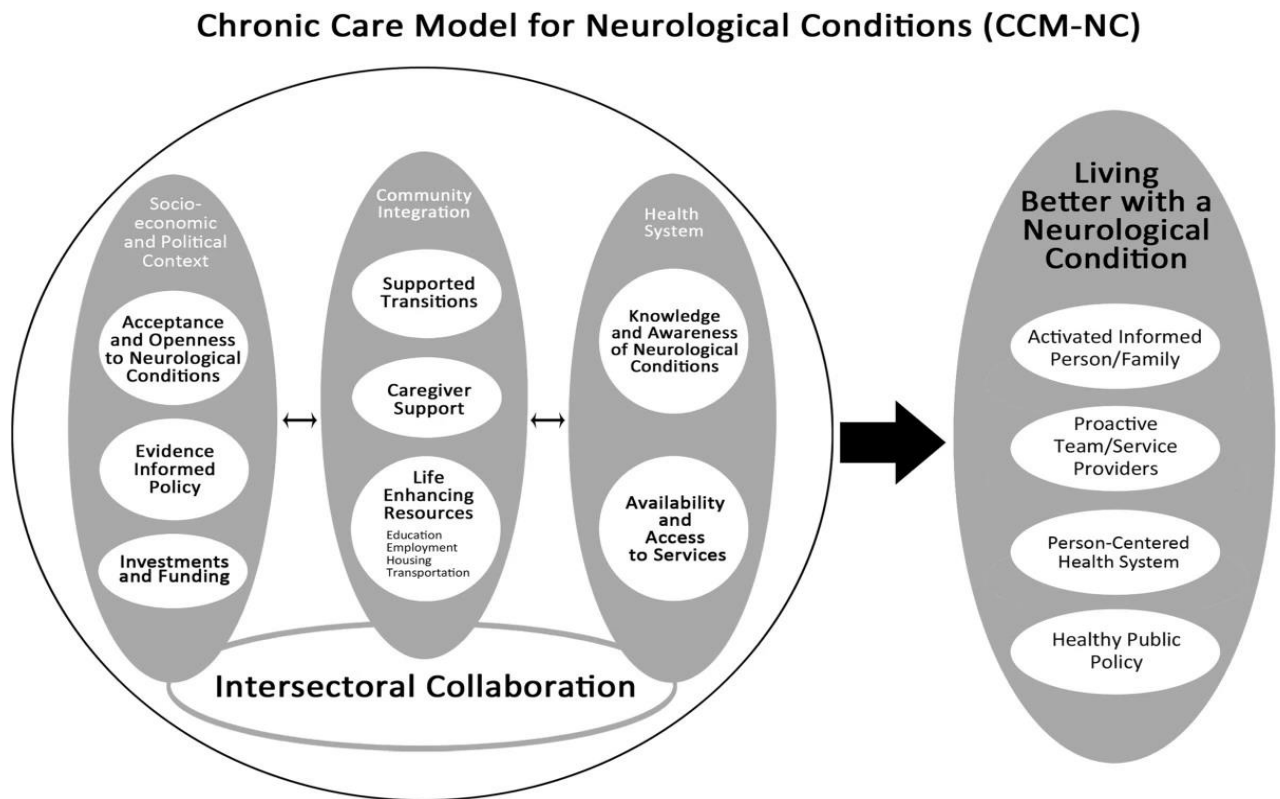 Chronic Care Model for Neurological Conditions (CCM-NC)
Socio-
economic
and Political
Context
Acceptance
and Openness
to Neurological
Conditions
Evidence
Informed
Policy
Investments
and Funding
Community
Integration
Supported
Transitions
Caregiver
Support
Life
Enhancing
Resources
Education
Employment
Housing
Transportation
Health
System
Knowledge
and Awareness
of Neurological
Conditions
Availability
and
Access
to Services
Intersectoral Collaboration
Living
Better with a
Neurological
Condition
Activated Informed
Person/Family
Proactive
Team/Service
Providers
Person-Centered
Health System
Healthy Public
Policy